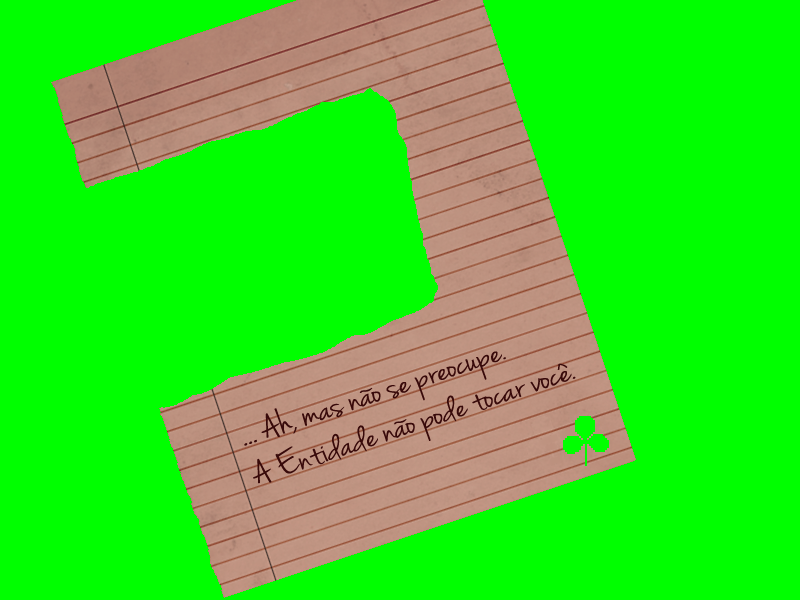 ... Ah, mas não se preocupe.
A Entidade não pode tocar você.